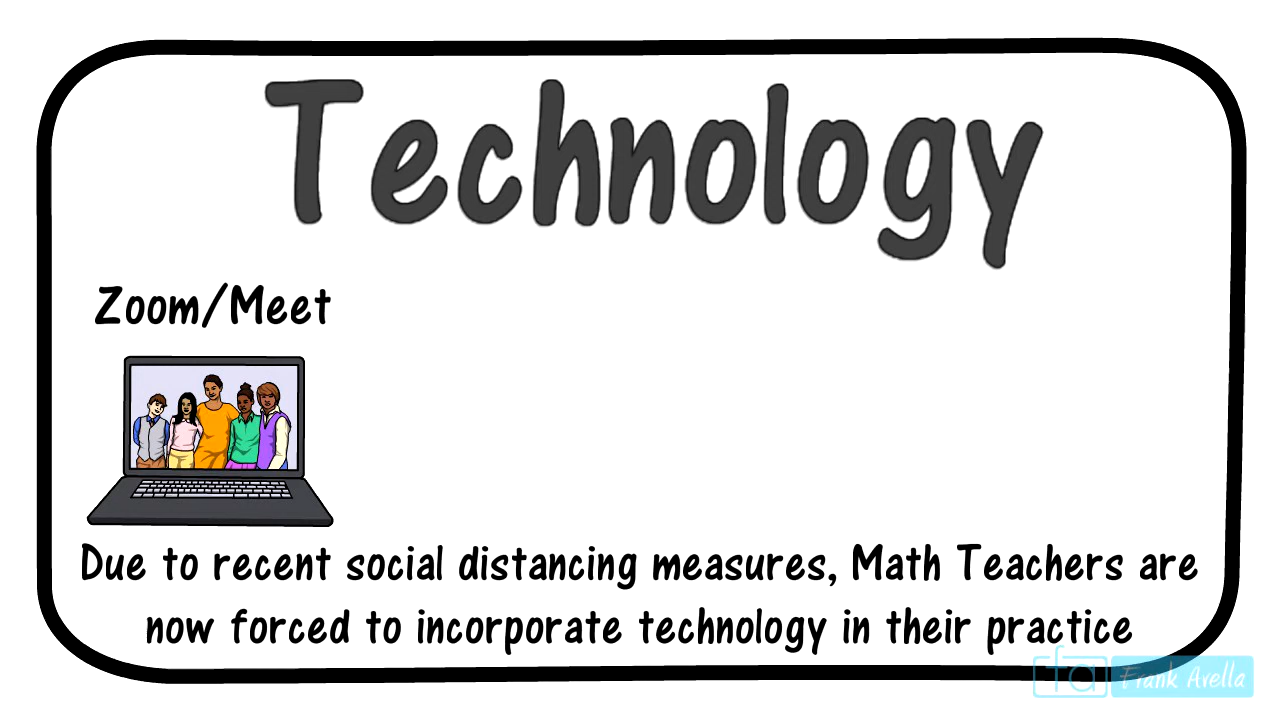 Technology
Zoom/Meet
Due to recent social distancing measures, Math Teachers are
now forced to incorporate technology in their practice
fa Frank Avella